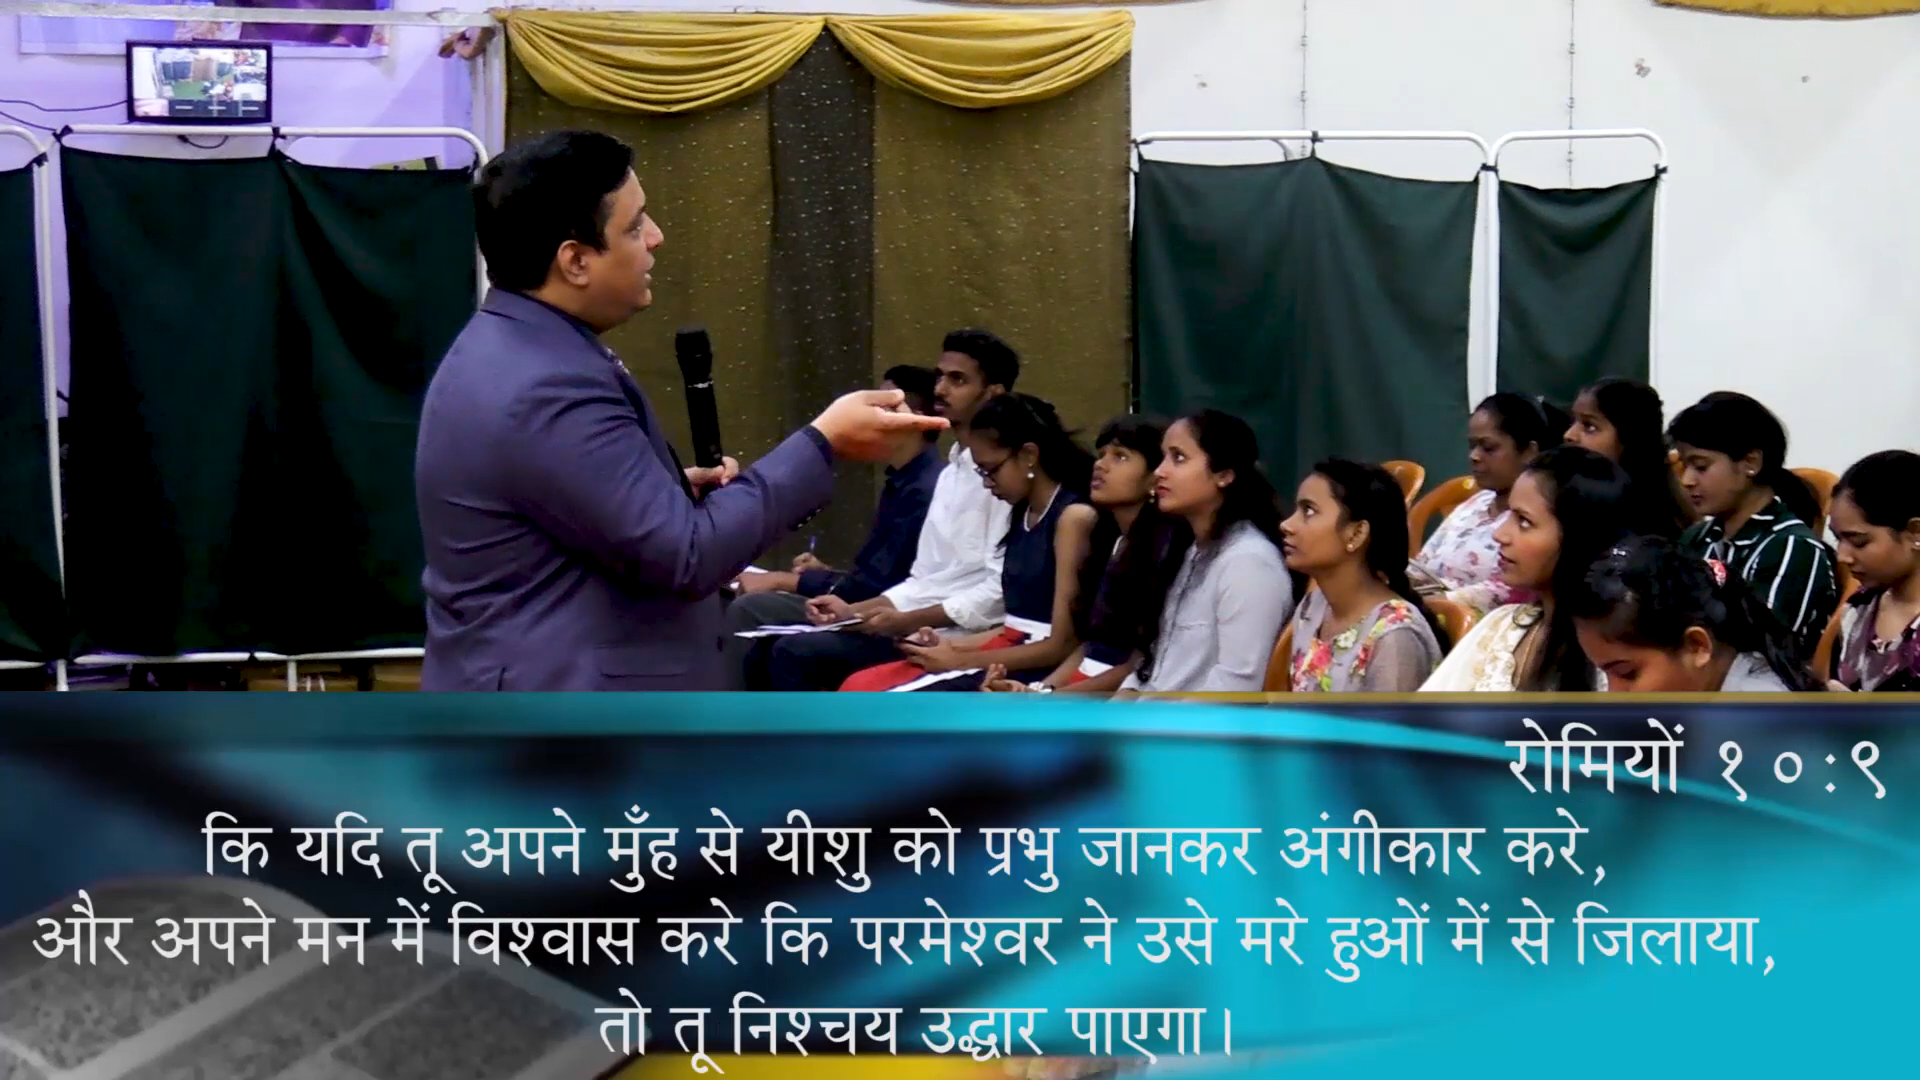 रोमियों १०:९
कि यदि तू अपने मुँह से यीशु को प्रभु जानकर अंगीकार करे,
और अपने मन में विश्वास करे कि परमेश्वर ने उसे मरे हुओं में से जिलाया,
तो तू निश्चय उद्धार पाएगा।